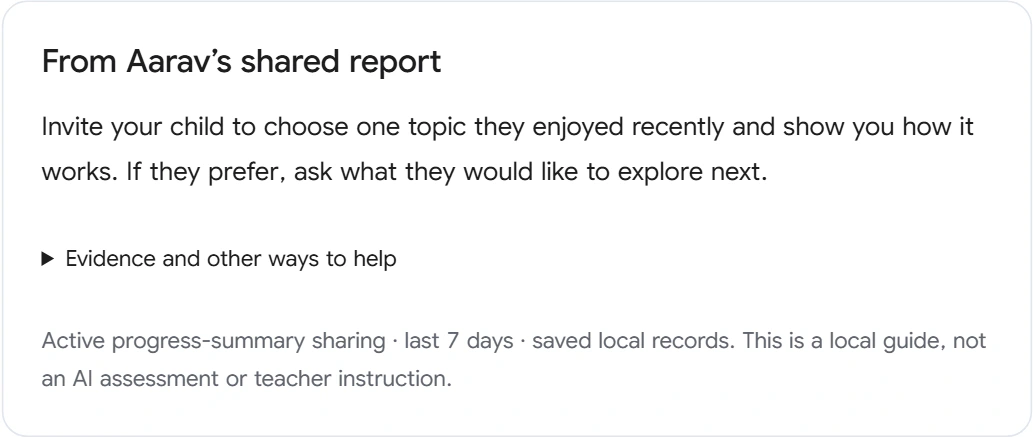 From Aarav’s shared report
Invite your child to choose one topic they enjoyed recently and show you how it
works. If they prefer, ask what they would like to explore next.
▶ Evidence and other ways to help
Active progress-summary sharing · last 7 days · saved local records. This is a local guide, not
an AI assessment or teacher instruction.